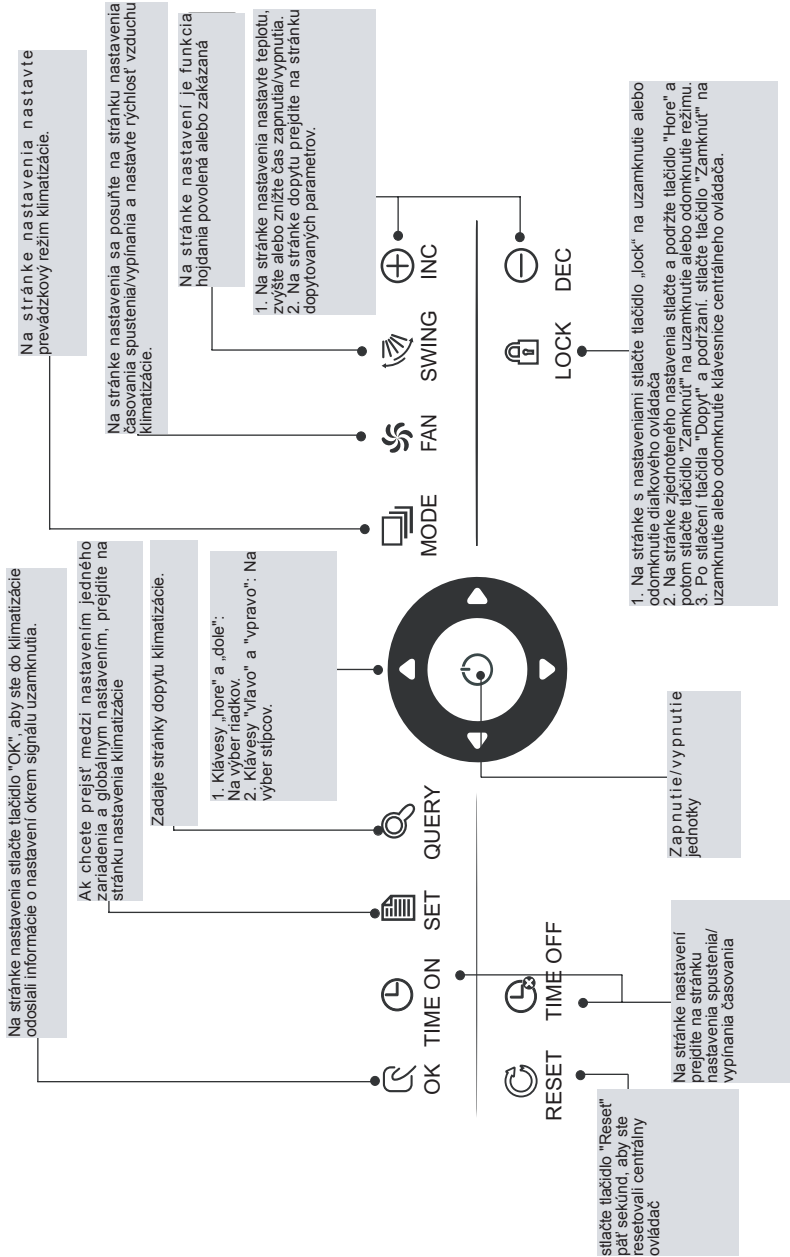 Na stránke nastavenia stlačte tlačidlo "OK", aby ste do klimatizácie
odoslali informácie o nastavení okrem signálu uzamknutia.
Ak chcete prejsť medzi nastavením jedného
zariadenia a globálnym nastavením, prejdite na
stránku nastavenia klimatizácie
Zadajte stránky dopytu klimatizácie.
1. Klávesy „hore" a „dole":
Na výber riadkov.
2. Klávesy "vľavo" a "vpravo": Na
výber stĺpcov.
Na stránke nastavenia nastavte
prevádzkový režim klimatizácie.
Na stránke nastavenia sa posuňte na stránku nastavenia
časovania spustenia/vypínania a nastavte rýchlosť vzduchu
klimatizácie.
Na stránke nastavení je funkcia
hojdania povolená alebo zakázaná
1. Na stránke nastavenia nastavte teplotu,
zvýšte alebo znížte čas zapnutia/vypnutia.
2. Na stránke dopytu prejdite na stránku
dopytovaných parametrov.
OK
TIME ON
SET
QUERY
MODE
FAN
SWING
INC
RESET
TIME OFF
LOCK
DEC
stlačte tlačidlo "Reset"
päť sekúnd, aby ste
resetovali centrálny
ovládač
Na stránke nastavení
prejdite na stránku
nastavenia spustenia/
vypínania časovania
Zapnutie/vypnutie
jednotky
1. Na stránke s nastaveniami stlačte tlačidlo „lock" na uzamknutie alebo
odomknutie diaľkového ovládača
2. Na stránke zjednoteného nastavenia stlačte a podržte tlačidlo "Hore" a
potom stlačte tlačidlo "Zamknúť" na uzamknutie alebo odomknutie režimu.
3. Po stlačení tlačidla "Dopyt" a podržaní. stlačte tlačidlo "Zamknúť" na
uzamknutie alebo odomknutie klávesnice centrálneho ovládača.